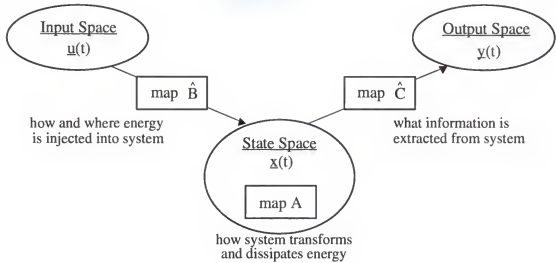 Input Space
u(t)
Output Space
y(t)
map B̂
map Ĉ
how and where energy
is injected into system
what information is
extracted from system
State Space
x(t)
map A
how system transforms
and dissipates energy